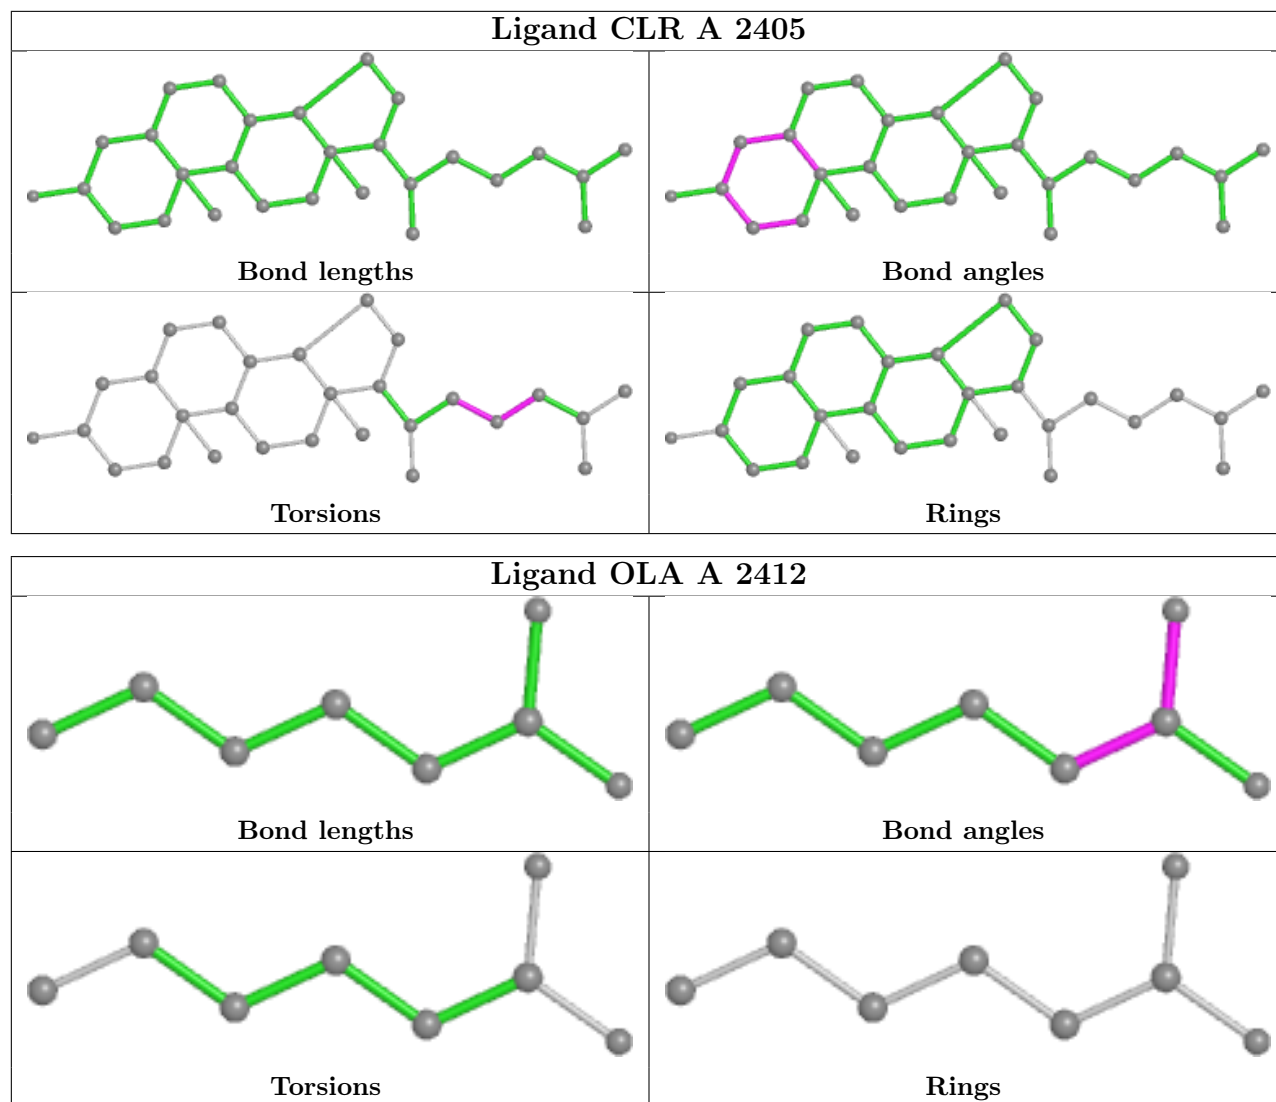 Ligand CLR A 2405
Bond lengths
Bond angles
Torsions
Rings
Ligand OLA A 2412
Bond lengths
Bond angles
Torsions
Rings